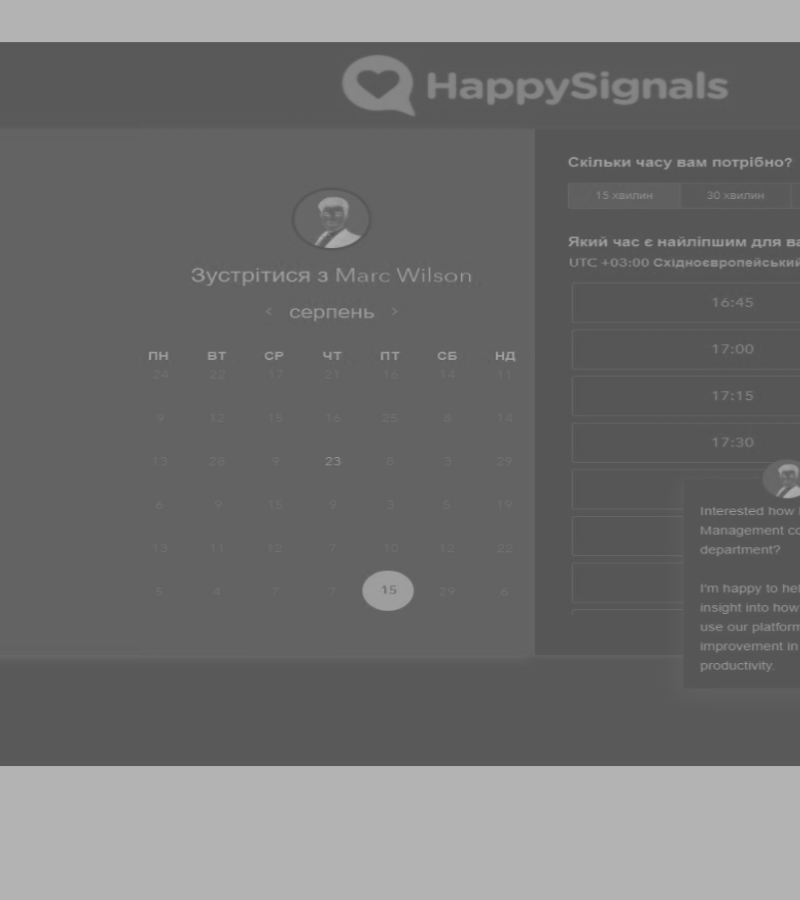 HappySignals
Зустрітися з Marc Wilson
‹ серпень ›
ПН ВТ СР ЧТ ПТ СБ НД
24 22 17 21 16 14 11
9 12 15 16 25 8 14
13 28 9 23 8 3 29
6 9 15 9 3 5 19
13 11 12 7 10 12 22
5 4 7 7 15 29 6
Скільки часу вам потрібно?
15 хвилин 30 хвилин
Який час є найліпшим для ва
UTC +03:00 Східноєвропейський
16:45
17:00
17:15
17:30
Interested how
Management co
department?
I'm happy to hel
insight into how
use our platform
improvement in
productivity.